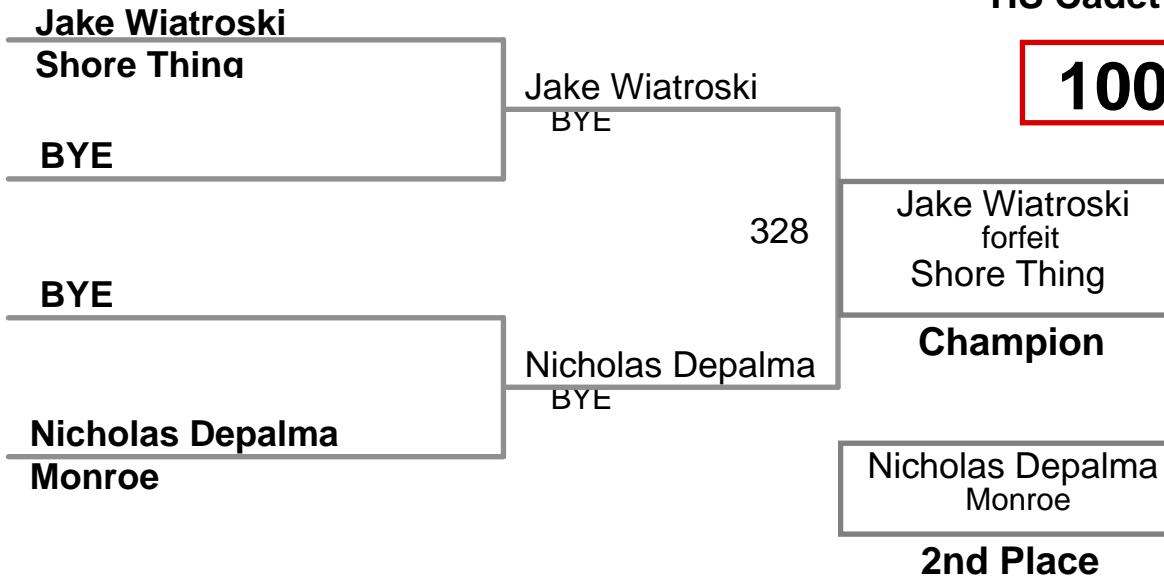 HS Cadet
Jake Wiatroski
Shore Thing
Jake Wiatroski
BYE
100
BYE
Jake Wiatroski
forfeit
Shore Thing
328
BYE
Champion
Nicholas Depalma
BYE
Nicholas Depalma
Monroe
Nicholas Depalma
Monroe
2nd Place